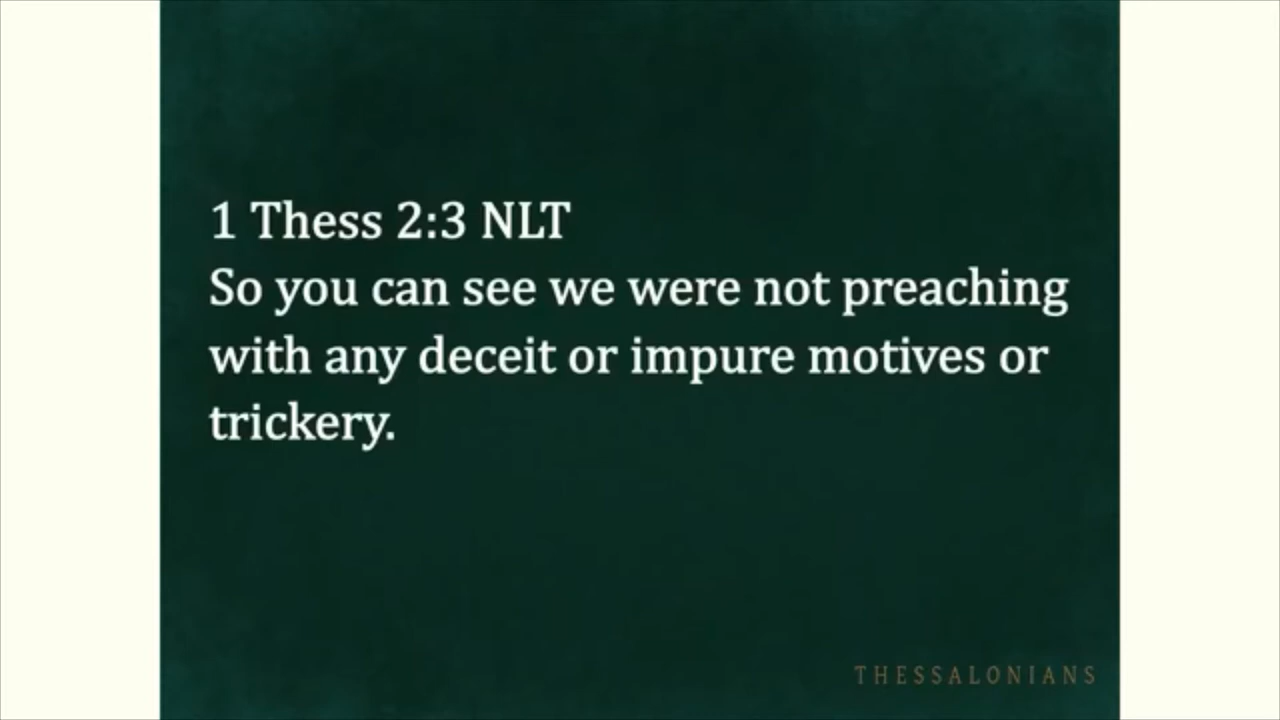 1 Thess 2:3 NLT
So you can see we were not preaching
with any deceit or impure motives or
trickery.
THESSALONIANS